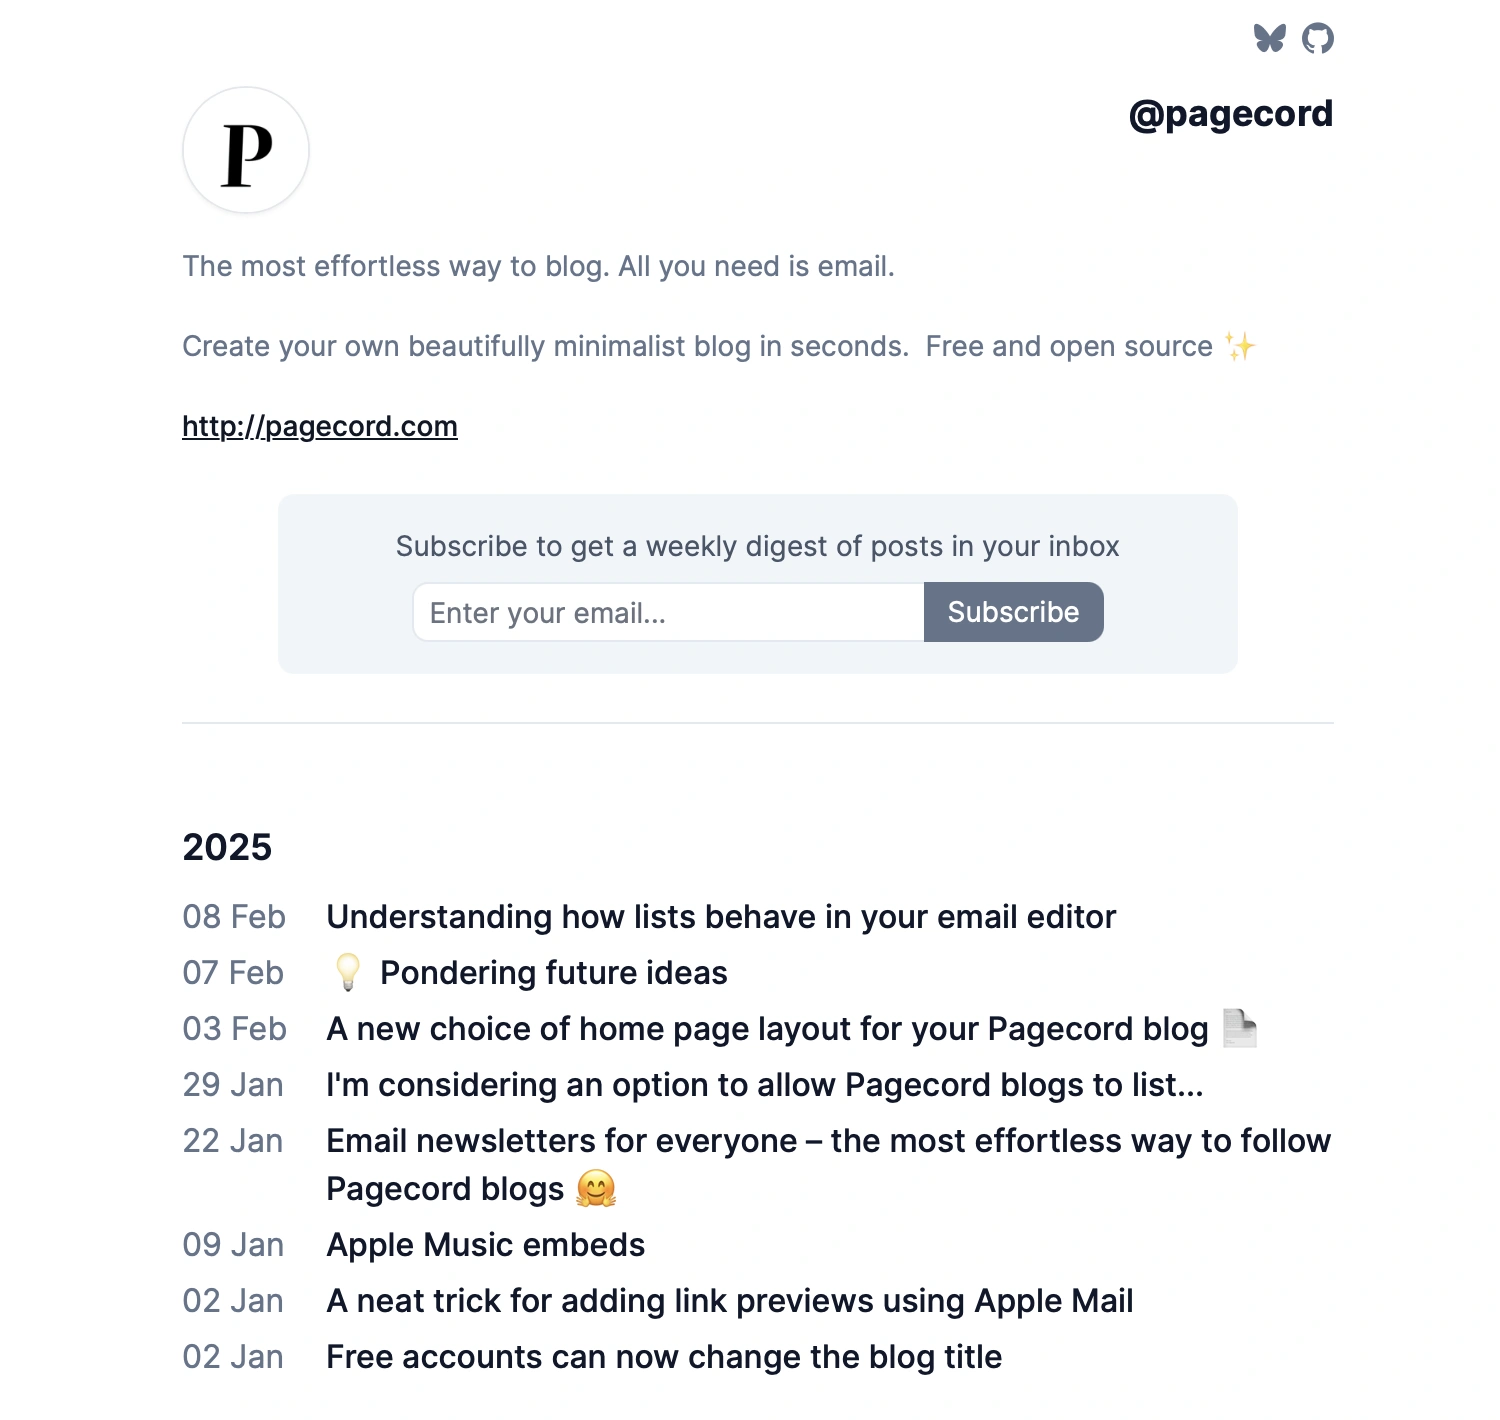 @pagecord
P
The most effortless way to blog. All you need is email.
Create your own beautifully minimalist blog in seconds.  Free and open source ✨
http://pagecord.com
Subscribe to get a weekly digest of posts in your inbox
Enter your email...
Subscribe
2025
08 Feb Understanding how lists behave in your email editor
07 Feb 💡 Pondering future ideas
03 Feb A new choice of home page layout for your Pagecord blog 📄
29 Jan I'm considering an option to allow Pagecord blogs to list...
22 Jan Email newsletters for everyone – the most effortless way to follow
Pagecord blogs 🤗
09 Jan Apple Music embeds
02 Jan A neat trick for adding link previews using Apple Mail
02 Jan Free accounts can now change the blog title